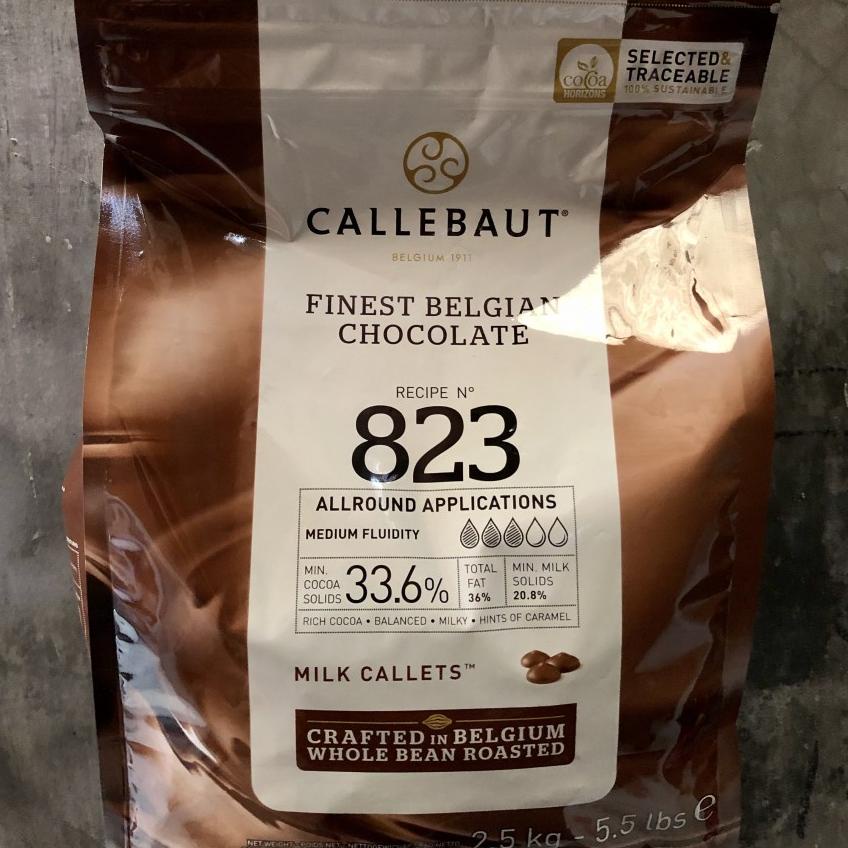 cocoa
HORIZONS
SELECTED&
TRACEABLE
100% SUSTAINABLE
CALLEBAUT®
BELGIUM 1911
FINEST BELGIAN
CHOCOLATE
RECIPE N°
823
ALLROUND APPLICATIONS
MEDIUM FLUIDITY
MIN. COCOA SOLIDS 33.6%
TOTAL FAT 36%
MIN. MILK SOLIDS 20.8%
RICH COCOA • BALANCED • MILKY • HINTS OF CARAMEL
MILK CALLETS™
CRAFTED IN BELGIUM
WHOLE BEAN ROASTED
2.5 kg - 5.5 lbs e